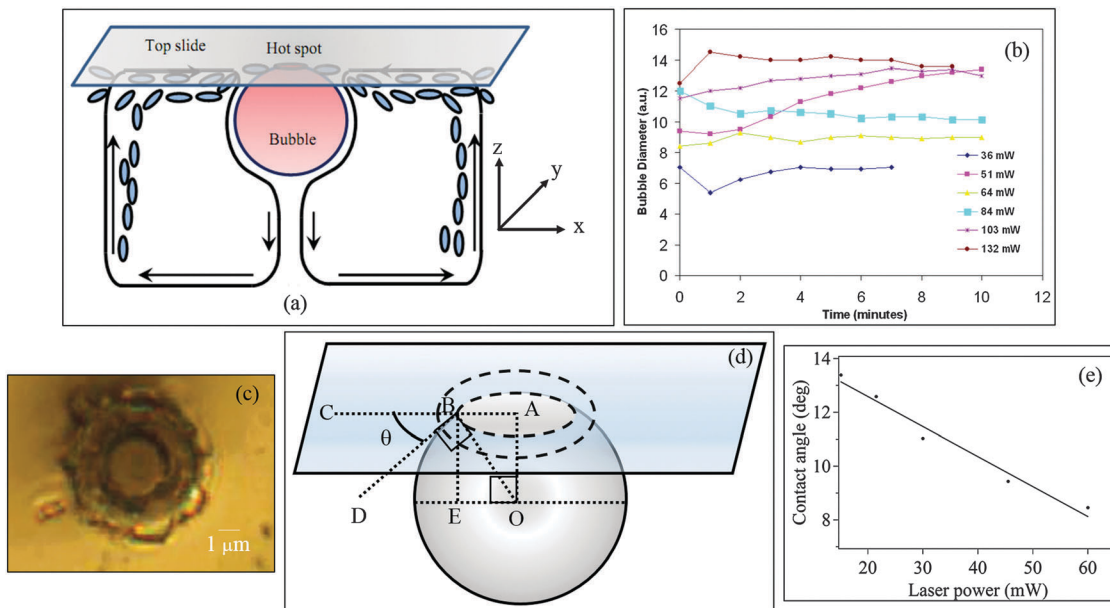 Top slide
Hot spot
Bubble
z
y
x
(a)
(b)
Bubble Diameter (a.u.)
16
14
12
10
8
6
4
2
0
0 2 4 6 8 10 12
Time (minutes)
36 mW
51 mW
64 mW
84 mW
103 mW
132 mW
(c)
1 μm
(d)
C B A
θ
D E O
(e)
Contact angle (deg)
14
12
10
8
20 30 40 50 60
Laser power (mW)